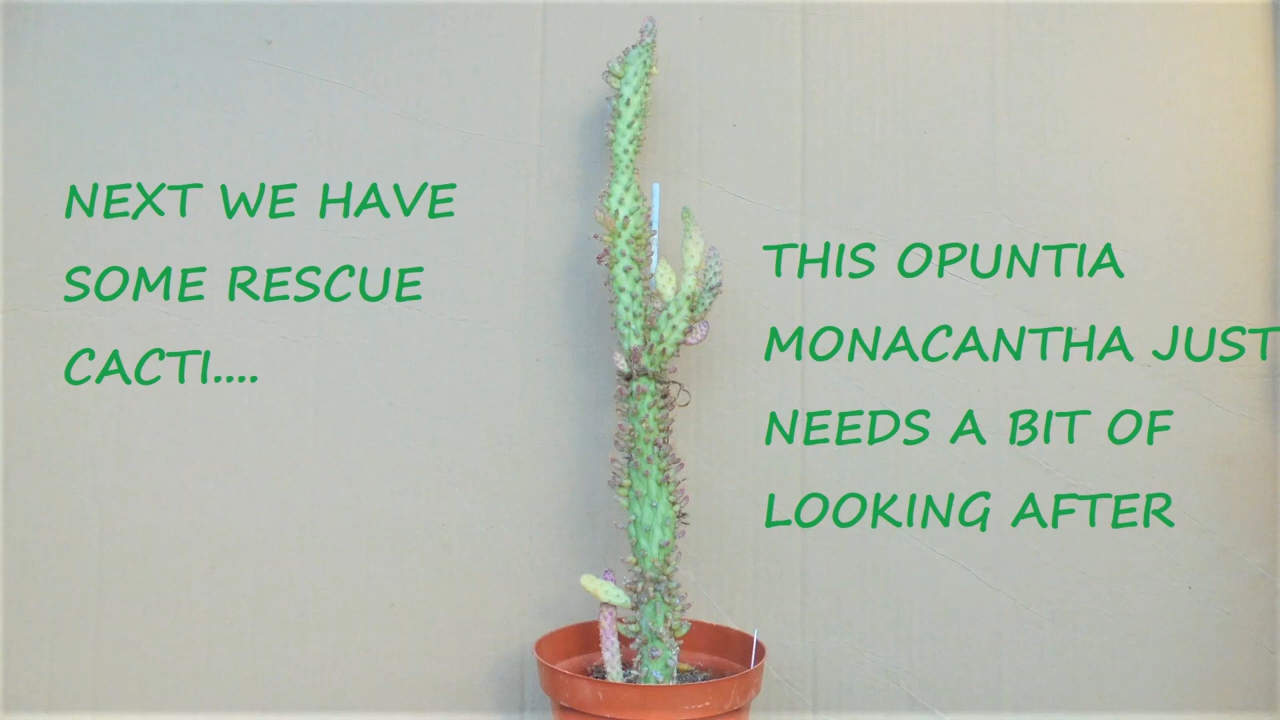 NEXT WE HAVE
SOME RESCUE
CACTI....
THIS OPUNTIA
MONACANTHA JUST
NEEDS A BIT OF
LOOKING AFTER